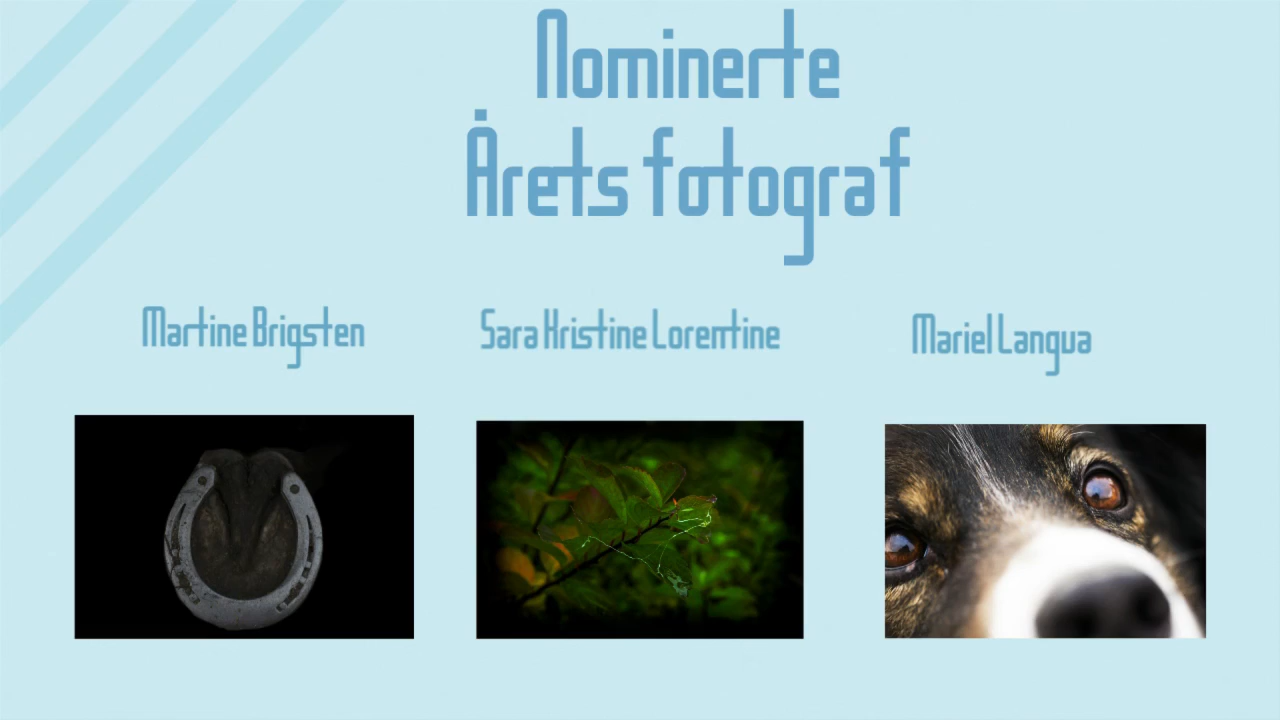 Nominerte
Årets fotograf
Martine Brigsten
Sara Kristine Lorentine
Mariel Langua